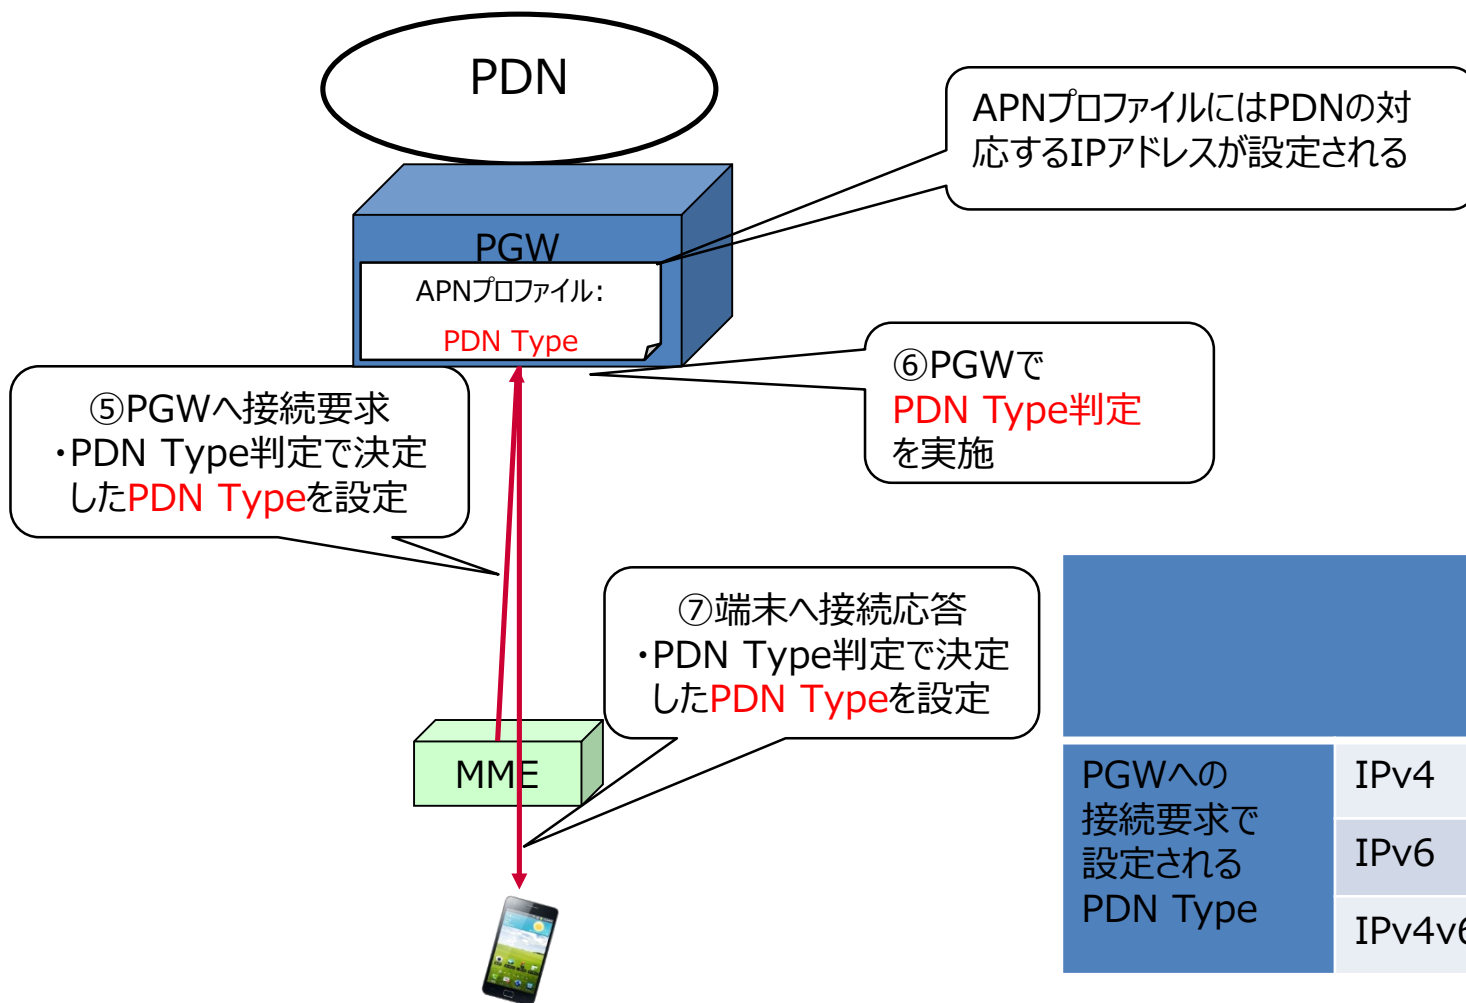 PDN
APNプロファイルにはPDNの対
応するIPアドレスが設定される
PGW
APNプロファイル:
PDN Type
⑥PGWで
PDN Type判定
を実施
⑤PGWへ接続要求
・PDN Type判定で決定
したPDN Typeを設定
⑦端末へ接続応答
・PDN Type判定で決定
したPDN Typeを設定
MME
PGWへの
接続要求で
設定される
PDN Type
IPv4
IPv6
IPv4v6